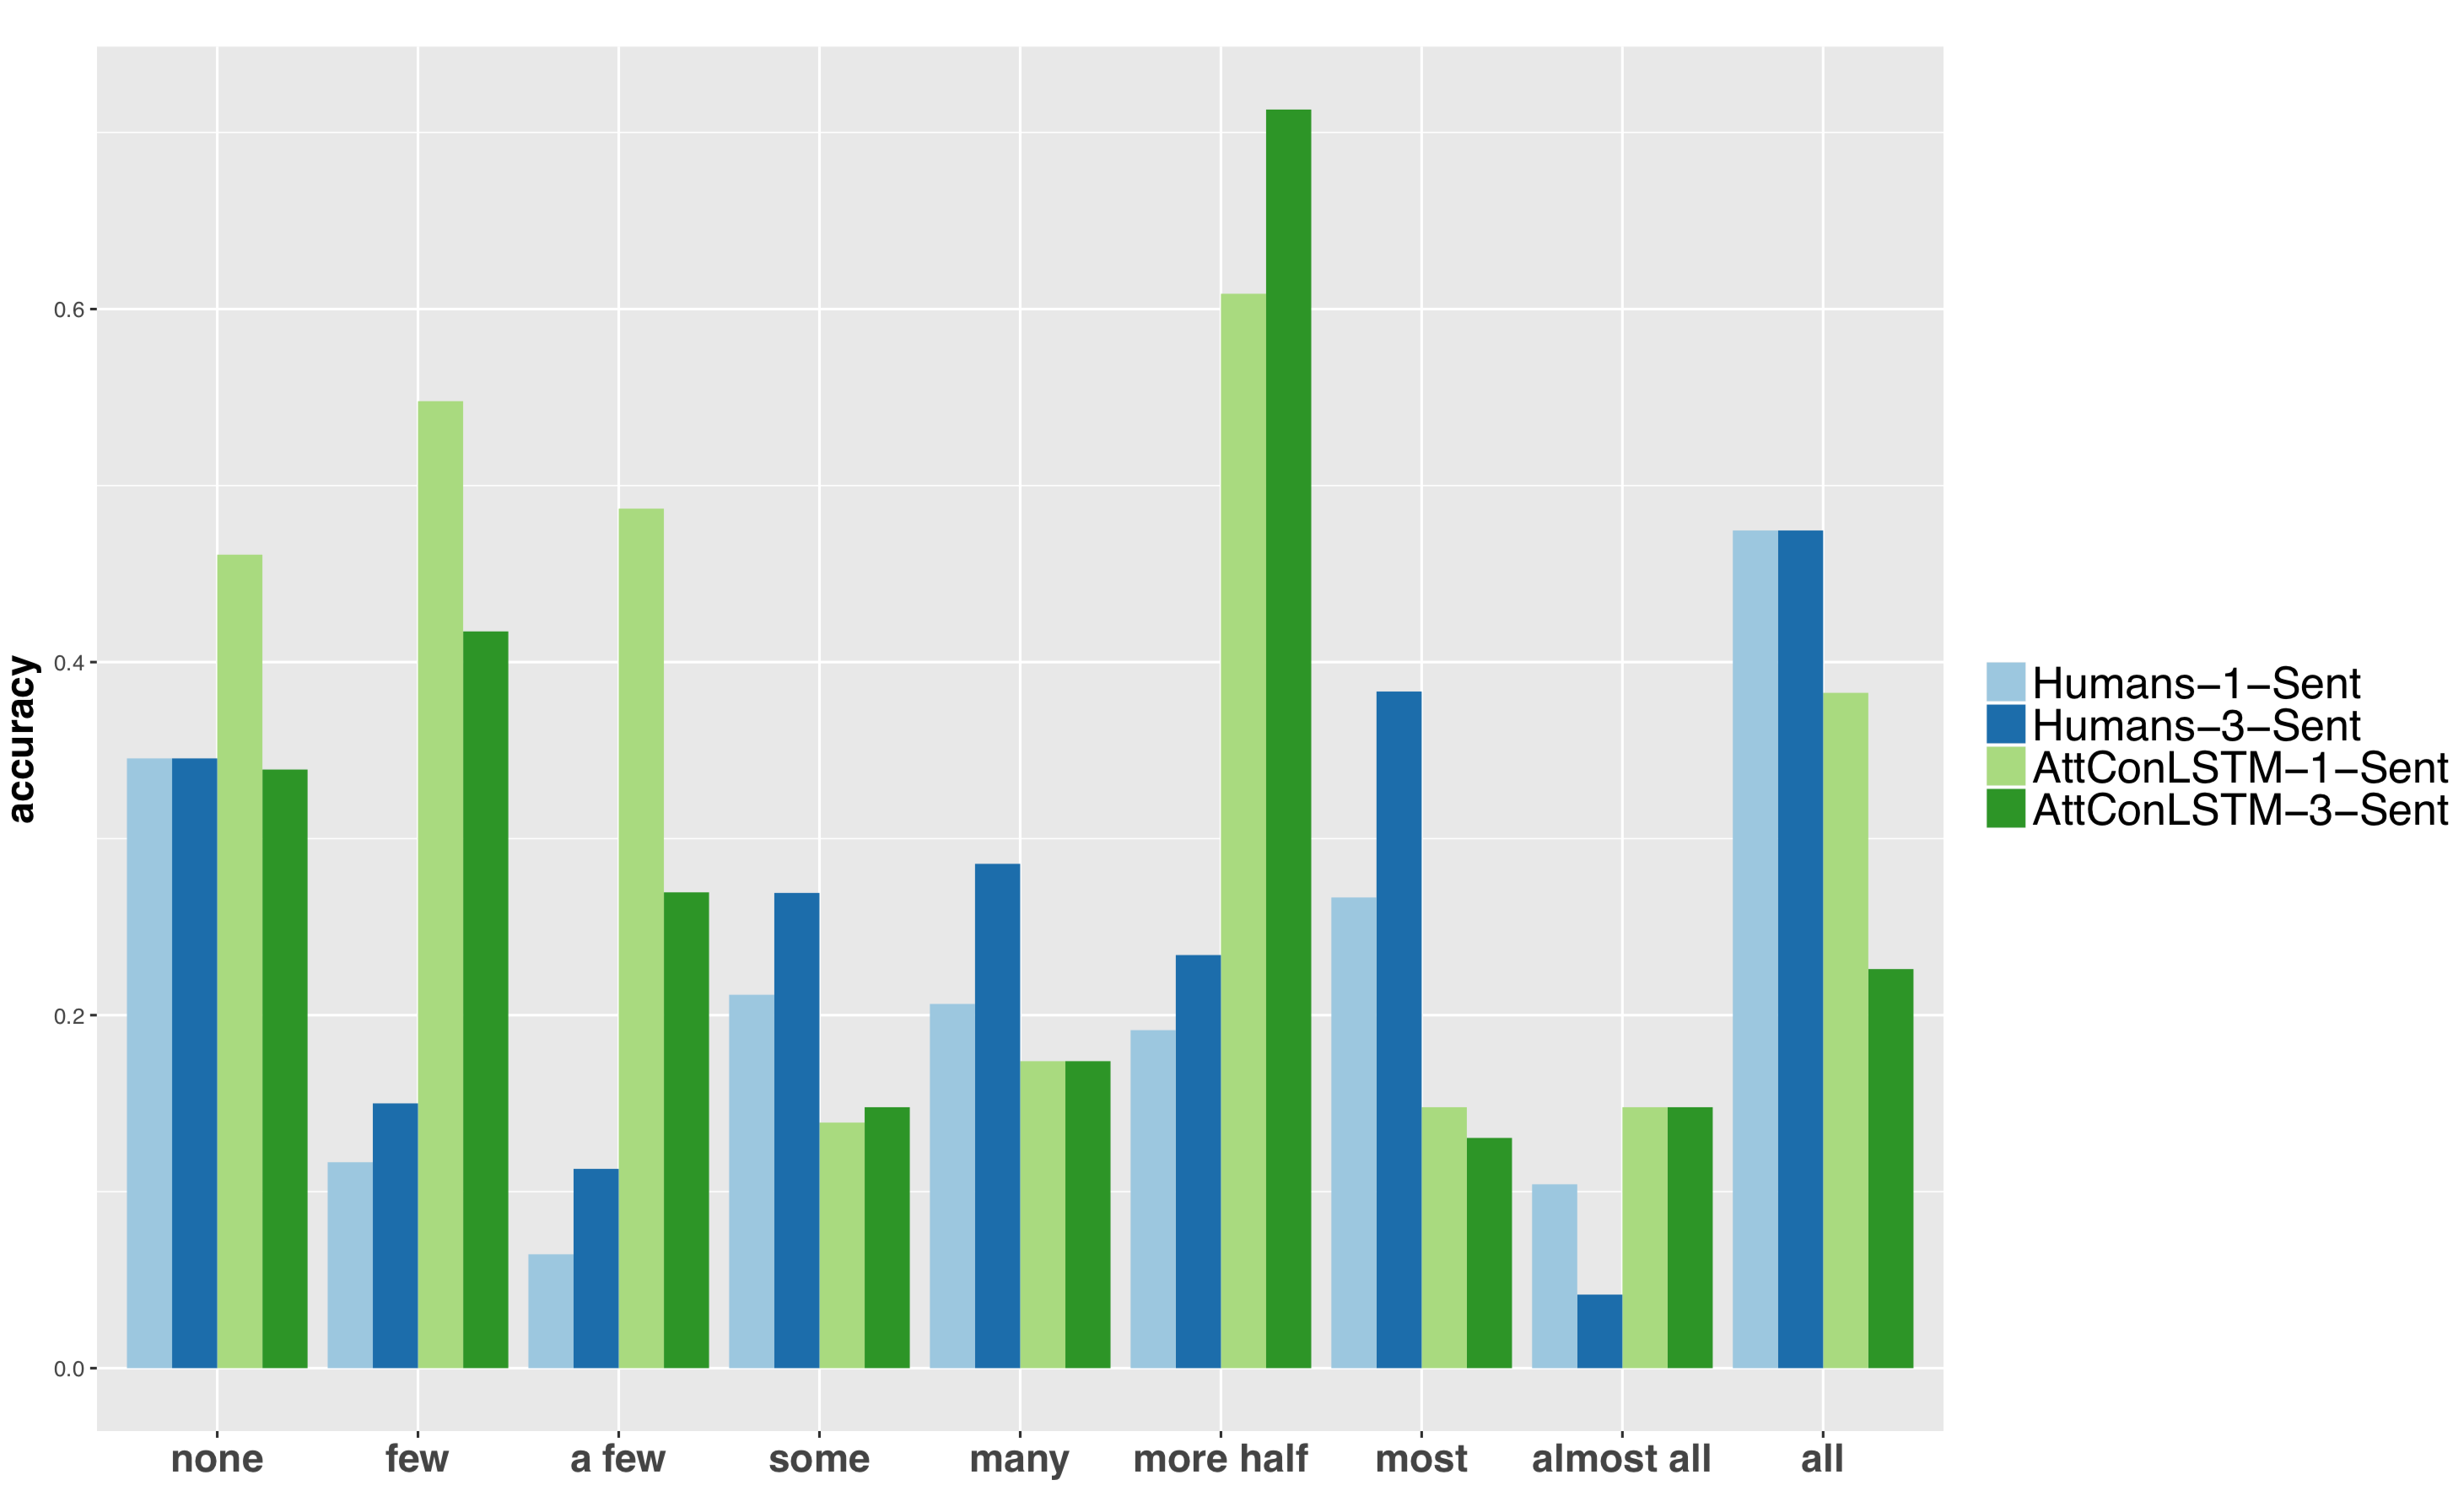 accuracy
0.6
0.4
0.2
0.0
none few a few some many more half most almost all all
Humans−1−Sent
Humans−3−Sent
AttConLSTM−1−Sent
AttConLSTM−3−Sent